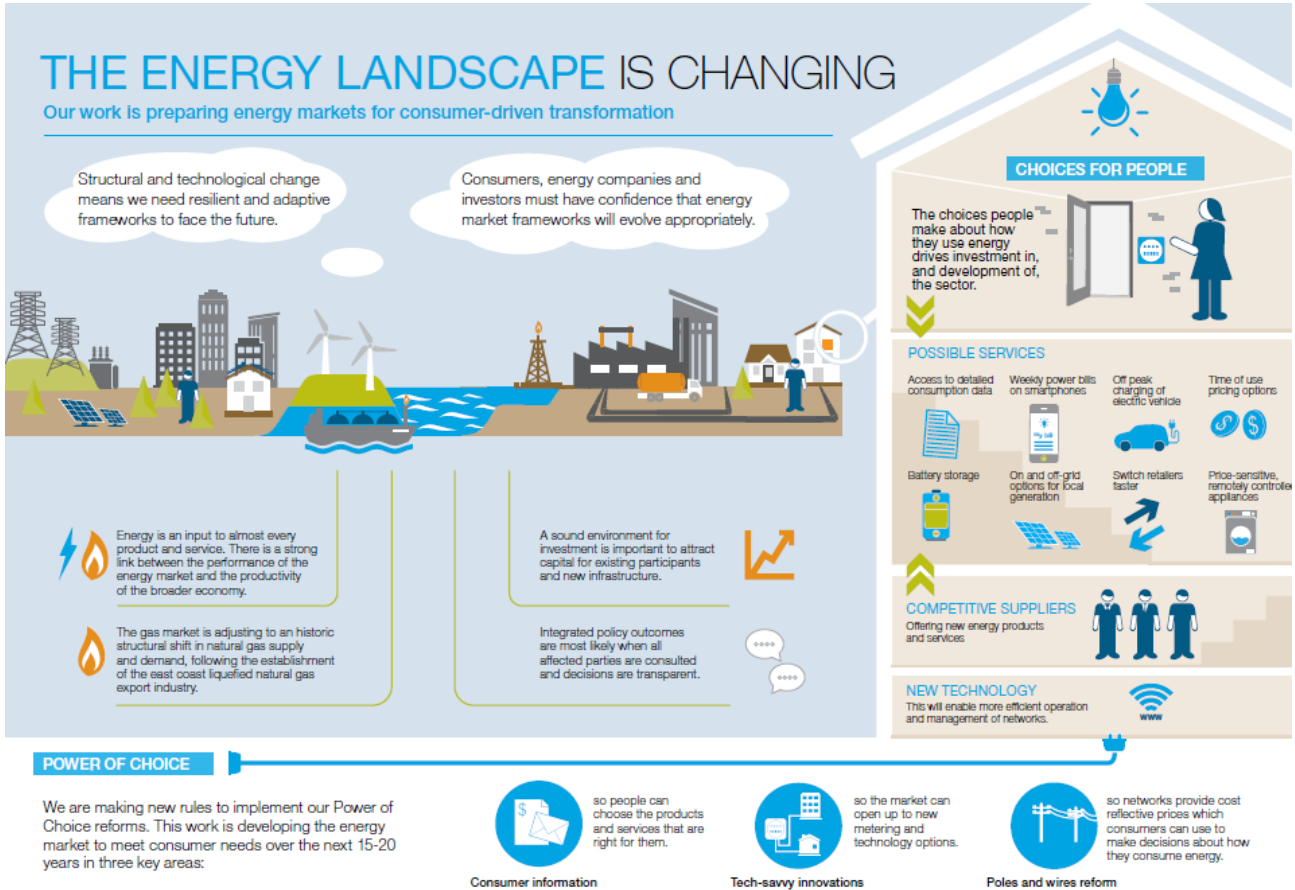 THE ENERGY LANDSCAPE IS CHANGING
Our work is preparing energy markets for consumer-driven transformation
Structural and technological change
means we need resilient and adaptive
frameworks to face the future.
Consumers, energy companies and
investors must have confidence that energy
market frameworks will evolve appropriately.
Energy is an input to almost every
product and service. There is a strong
link between the performance of the
energy market and the productivity
of the broader economy.
The gas market is adjusting to an historic
structural shift in natural gas supply
and demand, following the establishment
of the east coast liquefied natural gas
export industry.
A sound environment for
investment is important to attract
capital for existing participants
and new infrastructure.
Integrated policy outcomes
are most likely when all
affected parties are consulted
and decisions are transparent.
CHOICES FOR PEOPLE
The choices people
make about how
they use energy
drives investment in,
and development of,
the sector.
POSSIBLE SERVICES
Access to detailed
consumption data
Weekly power bills
on smartphones
My bill
Off peak
charging of
electric vehicle
Time of use
pricing options
$
Battery storage
On and off-grid
options for local
generation
Switch retailers
faster
Price-sensitive,
remotely controlled
appliances
COMPETITIVE SUPPLIERS
Offering new energy products
and services
NEW TECHNOLOGY
This will enable more efficient operation
and management of networks.
www
POWER OF CHOICE
We are making new rules to implement our Power of
Choice reforms. This work is developing the energy
market to meet consumer needs over the next 15-20
years in three key areas:
$
so people can
choose the products
and services that are
right for them.
Consumer information
so the market can
open up to new
metering and
technology options.
Tech-savvy innovations
so networks provide cost
reflective prices which
consumers can use to
make decisions about how
they consume energy.
Poles and wires reform